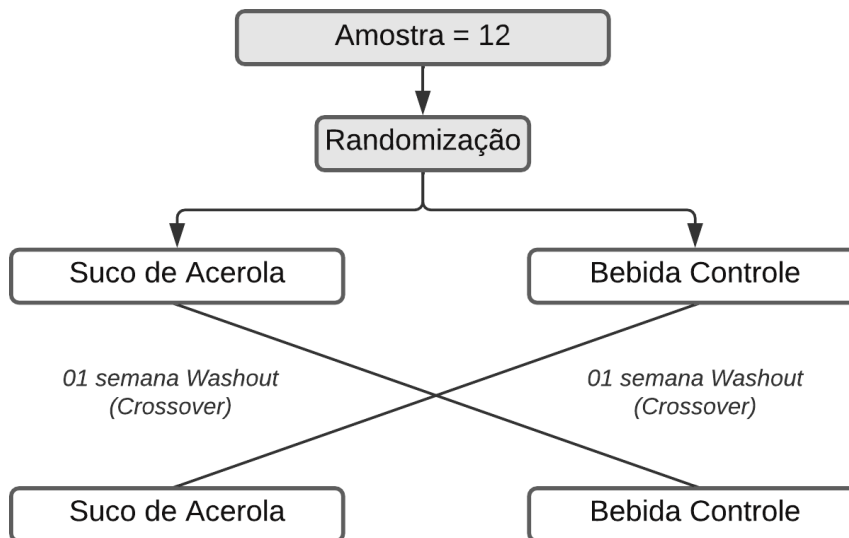 Amostra = 12
Randomização
Suco de Acerola
Bebida Controle
01 semana Washout
(Crossover)
01 semana Washout
(Crossover)
Suco de Acerola
Bebida Controle